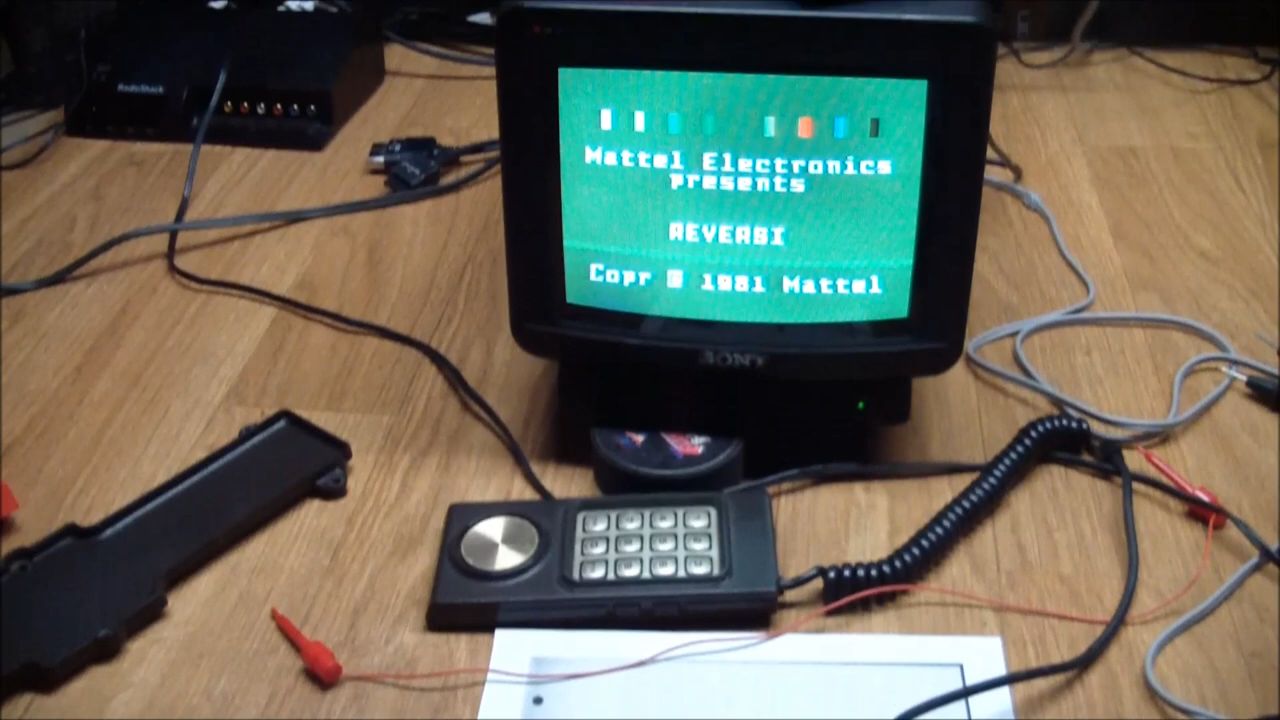 RadioShack
Mattel Electronics
presents
REVERSI
Copr © 1981 Mattel
SONY